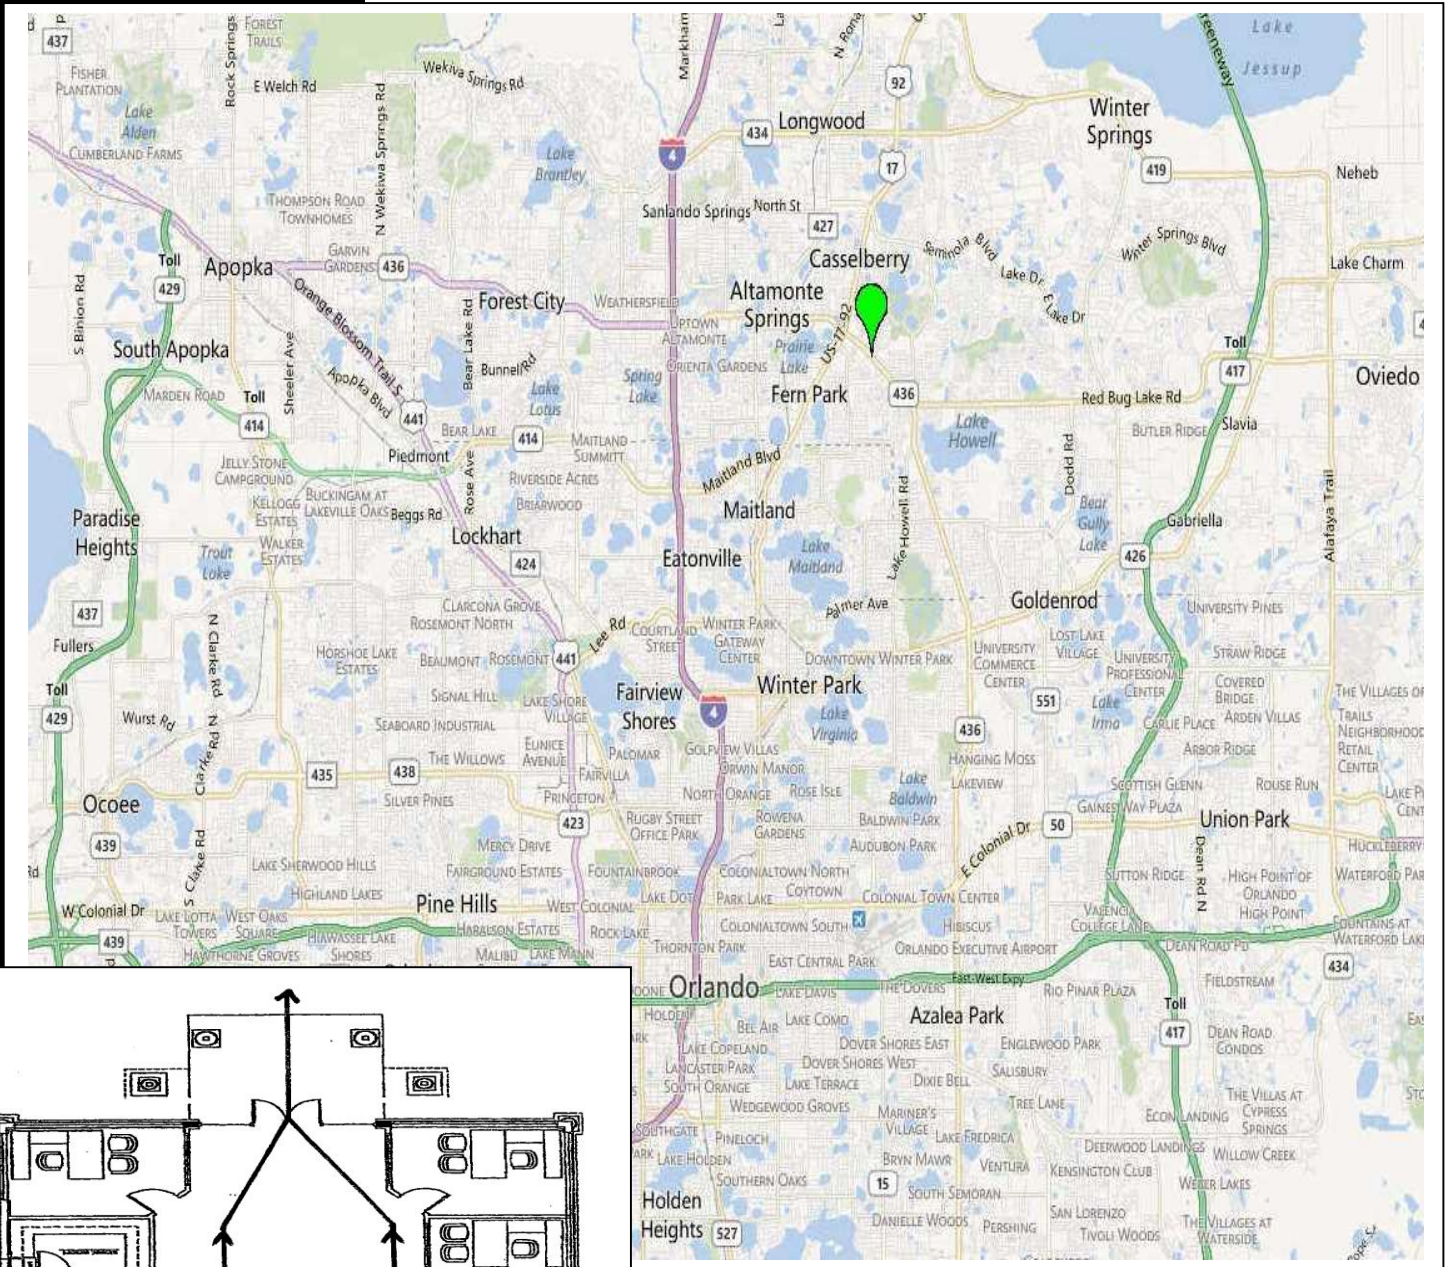 FOREST
TRAILS
437
Rock Springs
Markham
N Rona
92
Lake
Jessup
FISHER
PLANTATION
E Welch Rd
Wekiva Springs Rd
Greeneway
Lake
Alden
N Wekiwa Springs Rd
434
Longwood
Winter
Springs
CUMBERLAND FARMS
4
Lake
Brantley
17
419
Neheb
THOMPSON ROAD
TOWNHOMES
Sanlando Springs
North St
427
Seminola Blvd
Winter Springs Blvd
GARVIN
GARDENS
Toll
429
Apopka
436
Casselberry
Lake Dr
E Lake Dr
Lake Charm
S Binion Rd
Orange Blossom Trail S
Forest City
WEATHERSFIELD
Altamonte
Springs
US-17-92
UPTOWN
ALTAMONTE
South Apopka
Sheeler Ave
Bear Lake Rd
Bunnell Rd
Prairie
Lake
Toll
417
ORIENTA GARDENS
Apopka Blvd
MARDEN ROAD
Toll
414
441
Lake
Lotus
Spring
Lake
Fern Park
436
Red Bug Lake Rd
Oviedo
BEAR LAKE
414
MAITLAND
SUMMITT
Lake
Howell
BUTLER RIDGE
Slavia
Piedmont
JELLY STONE
CAMPGROUND
Rose Ave
RIVERSIDE ACRES
Maitland Blvd
Dodd Rd
KELLOGG
ESTATES
BUCKINGAM AT
LAKEVILLE OAKS
Beggs Rd
BRIARWOOD
Maitland
Lake Howell Rd
Bear
Gully
Lake
Alafaya Trail
Paradise
Heights
WALKER
ESTATES
Lockhart
Gabriella
Trout
Lake
424
Eatonville
Lake
Maitland
426
437
CLARCONA GROVE
ROSEMONT NORTH
Palmer Ave
Goldenrod
UNIVERSITY PINES
Fullers
N Clarke Rd
HORSHOE LAKE
ESTATES
BEAUMONT
ROSEMONT
441
Lee Rd
COURTLAND
STREET
WINTER PARK
GATEWAY
CENTER
DOWNTOWN WINTER PARK
UNIVERSITY
COMMERCE
CENTER
LOST LAKE
VILLAGE
UNIVERSITY
PROFESSIONAL
CENTER
STRAW RIDGE
Toll
429
SIGNAL HILL
LAKE SHORE
VILLAGE
Fairview
Shores
4
Winter Park
551
COVERED
BRIDGE
THE VILLAGES OF
Wurst Rd
SEABOARD INDUSTRIAL
Lake
Virginia
436
Lake
Irma
CARLIE PLACE
ARDEN VILLAS
TRAILS
NEIGHBORHOOD
RETAIL
CENTER
Clarke Rd N
THE WILLOWS
EUNICE
AVENUE
PALOMAR
GOLFVIEW VILLAS
ORWIN MANOR
HANGING MOSS
ARBOR RIDGE
435
438
FAIRVILLA
Lake
Baldwin
LAKEVIEW
SCOTTISH GLENN
ROUSE RUN
Ocoee
SILVER PINES
PRINCETON
NORTH ORANGE
ROSE ISLE
GAINES WAY PLAZA
423
RUGBY STREET
OFFICE PARK
ROWENA
GARDENS
BALDWIN PARK
50
Union Park
439
MERCY DRIVE
AUDUBON PARK
E Colonial Dr
Dean Rd N
HUCKLEBERRY
S Clarke Rd
LAKE SHERWOOD HILLS
FAIRGROUND ESTATES
FOUNTAINBROOK
COLONIALTOWN NORTH
SUTTON RIDGE
HIGH POINT OF
ORLANDO
WATERFORD PAR
HIGHLAND LAKES
COYTOWN
W Colonial Dr
LAKE LOTTA
TOWERS
WEST OAKS
SQUARE
Pine Hills
WEST COLONIAL
LAKE DOT
PARK LAKE
COLONIAL TOWN CENTER
VALENCIA
COLLEGE LANE
HIGH POINT
439
HIAWASSEE LAKE
SHORES
HARALSON ESTATES
ROCK LAKE
COLONIALTOWN SOUTH
HIBISCUS
FOUNTAINS AT
WATERFORD LAKE
HAWTHORNE GROVES
MALIBU
LAKE MANN
THORNTON PARK
ORLANDO EXECUTIVE AIRPORT
DEAN ROAD PD
EAST CENTRAL PARK
434
Orlando
LAKE DAVIS
THE DOVERS
East-West Expy
RIO PINAR PLAZA
FIELDSTREAM
HOLDEN
BEL AIR
LAKE COMO
Azalea Park
Toll
417
LAKE COPELAND
DOVER SHORES EAST
ENGLEWOOD PARK
DEAN ROAD
CONDOS
LANCASTER PARK
DOVER SHORES WEST
SALISBURY
SOUTH ORANGE
LAKE TERRACE
DIXIE BELL
WEDGEWOOD GROVES
MARINER'S
VILLAGE
TREE LANE
ECON LANDING
THE VILLAS AT
CYPRESS
SPRINGS
SOUTHGATE
PINELOCH
LAKE FREDRICA
DEERWOOD LANDINGS
WILLOW CREEK
LAKE HOLDEN
BRYN MAWR
VENTURA
KENSINGTON CLUB
SOUTHERN OAKS
15
SOUTH SEMORAN
WEBER LAKES
Holden
Heights
527
DANIELLE WOODS
PERSHING
SAN LORENZO
TIVOLI WOODS
THE VILLAGES AT
WATERSIDE